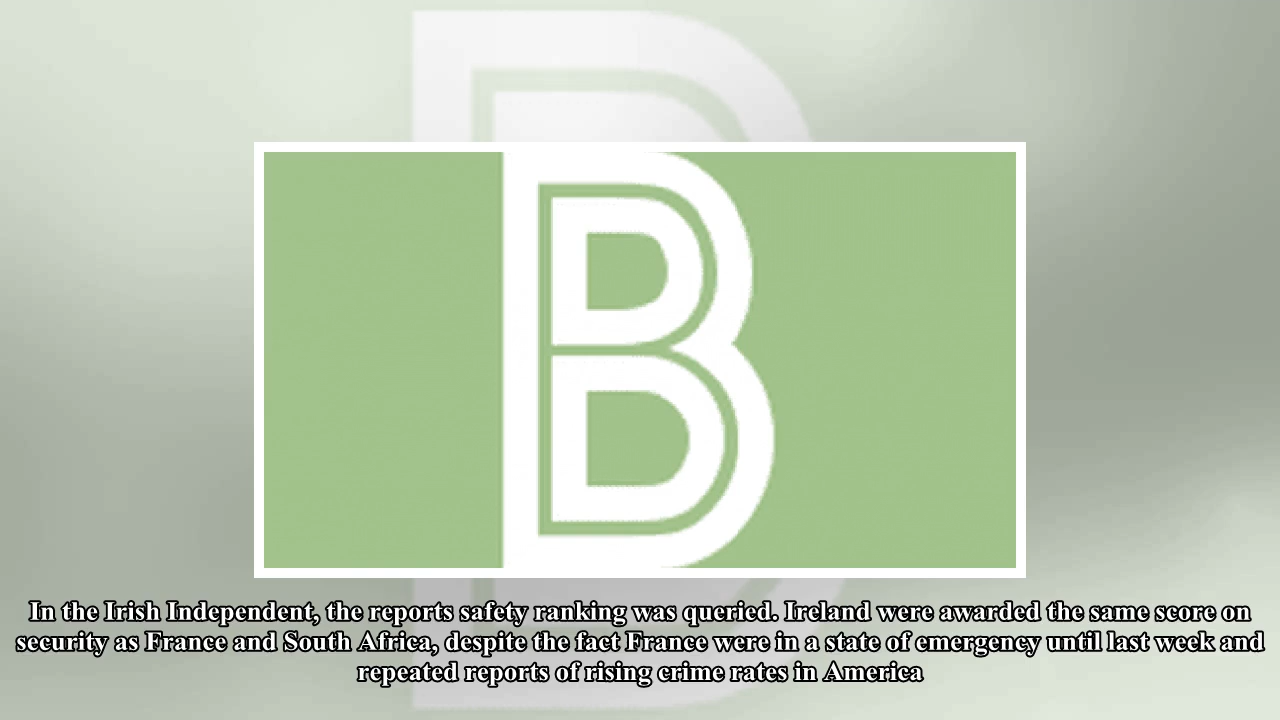 B
In the Irish Independent, the reports safety ranking was queried. Ireland were awarded the same score on
security as France and South Africa, despite the fact France were in a state of emergency until last week and
repeated reports of rising crime rates in America